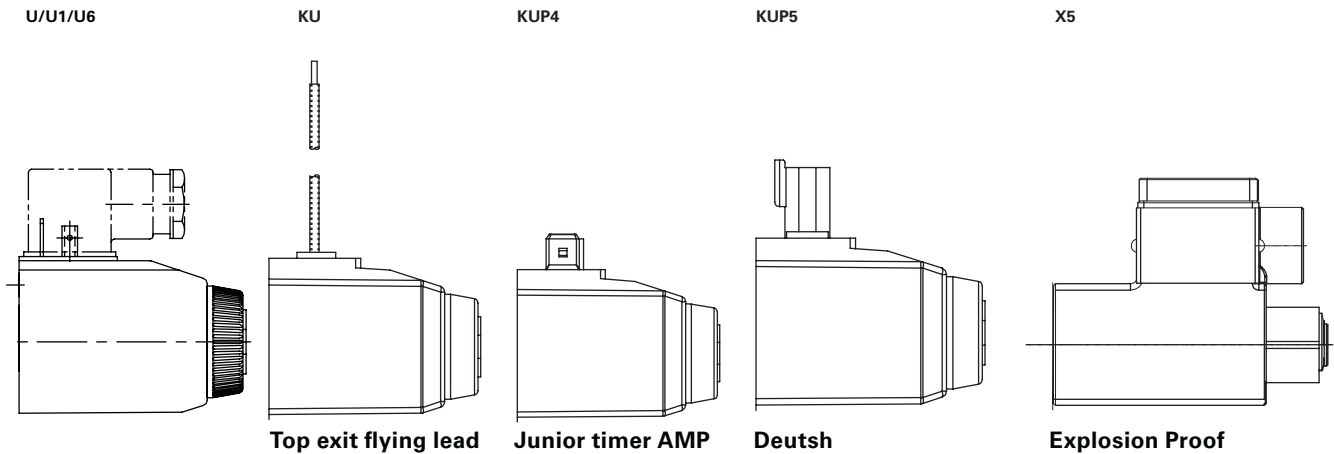 U/U1/U6
KU
KUP4
KUP5
X5
Top exit flying lead
Junior timer AMP
Deutsh
Explosion Proof